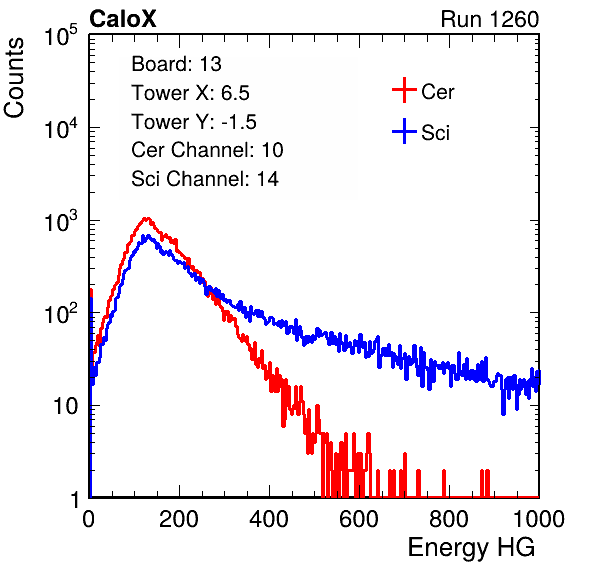 CaloX Run 1260
Board: 13
Tower X: 6.5
Tower Y: -1.5
Cer Channel: 10
Sci Channel: 14
Cer
Sci
Counts
10^5
10^4
10^3
10^2
10
1
0 200 400 600 800 1000
Energy HG